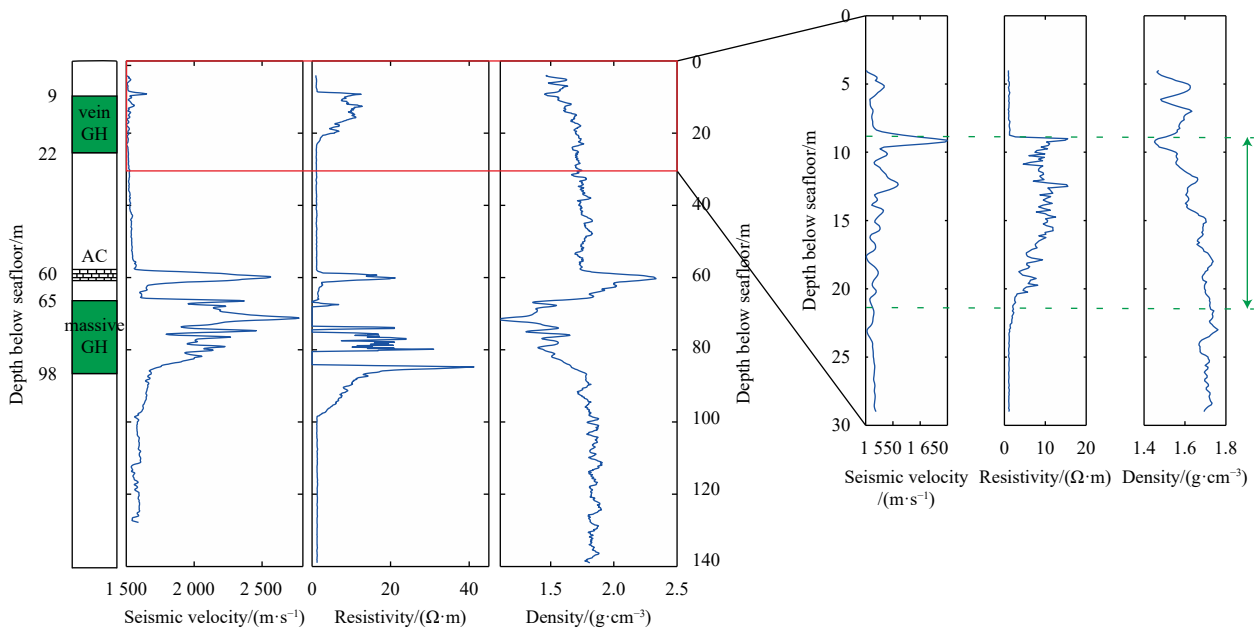 9
vein
GH
22
AC
60
65
massive
GH
98
Depth below seafloor/m
1 500
2 000
2 500
Seismic velocity/(m·s⁻¹)
0
20
40
Resistivity/(Ω·m)
1.5
2.0
2.5
Density/(g·cm⁻³)
0
20
40
60
80
100
120
140
Depth below seafloor/m
0
5
10
15
20
25
30
Depth below seafloor/m
1 550
1 650
Seismic velocity
/(m·s⁻¹)
0
10
20
Resistivity/(Ω·m)
1.4
1.6
1.8
Density/(g·cm⁻³)